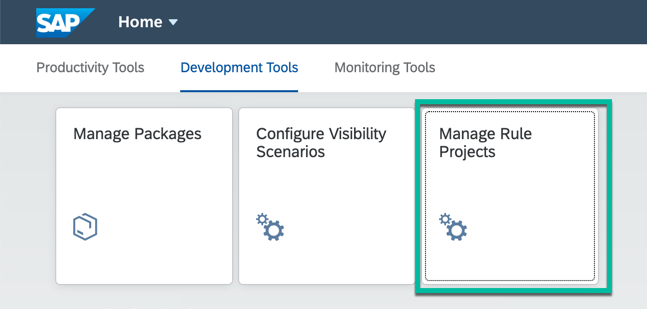 SAP Home
Productivity Tools Development Tools Monitoring Tools
Manage Packages
Configure Visibility
Scenarios
Manage Rule
Projects